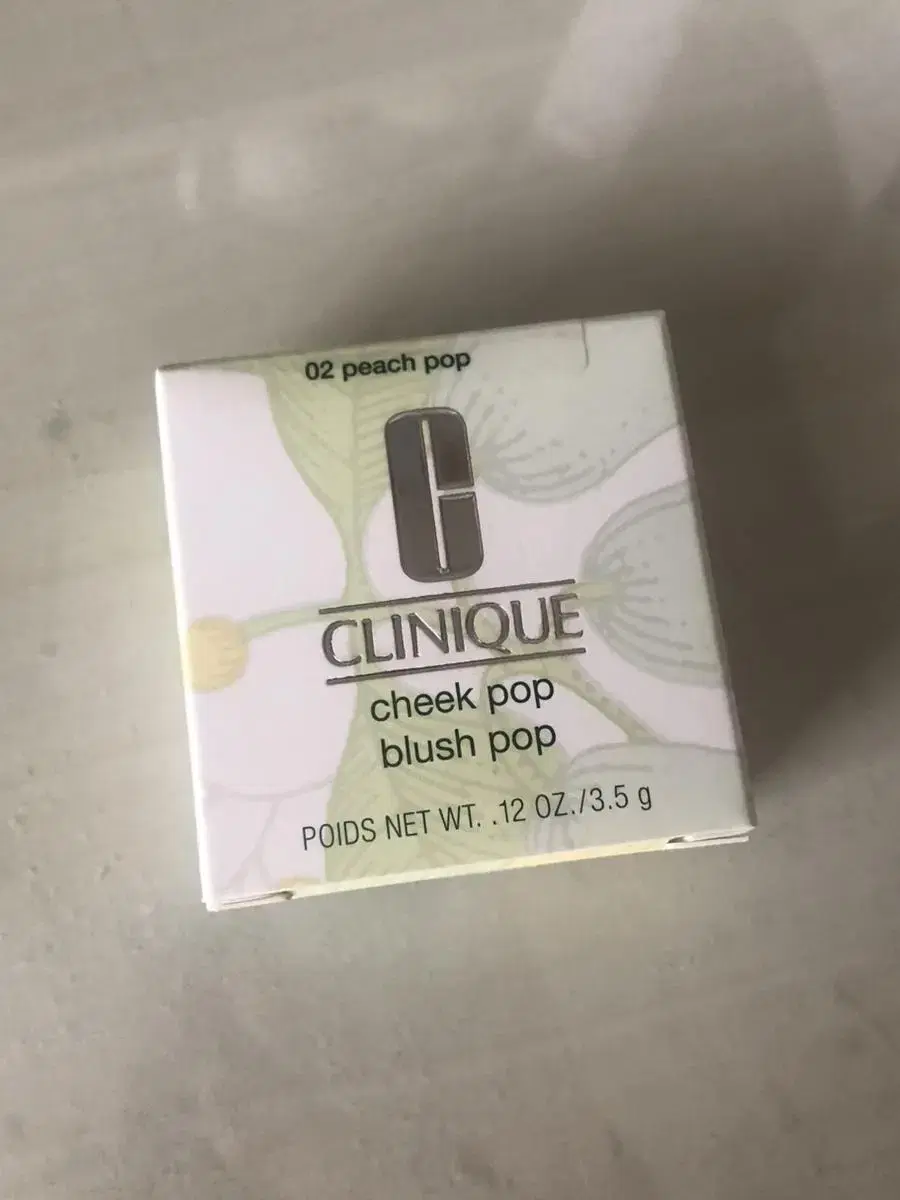 02 peach pop
CLINIQUE
cheek pop
blush pop
POIDS NET WT. .12 OZ./3.5 g